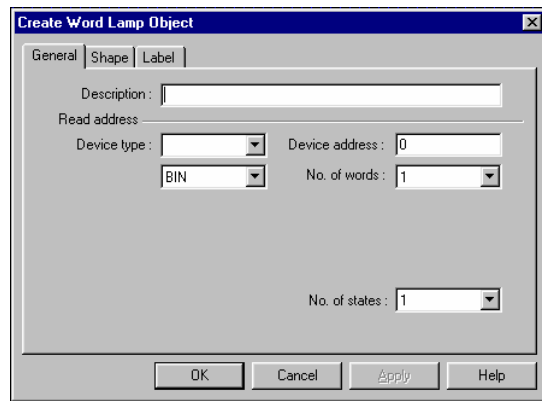 Create Word Lamp Object
General Shape Label
Description :
Read address
Device type : Device address : 0
BIN No. of words : 1
No. of states : 1
OK Cancel Apply Help